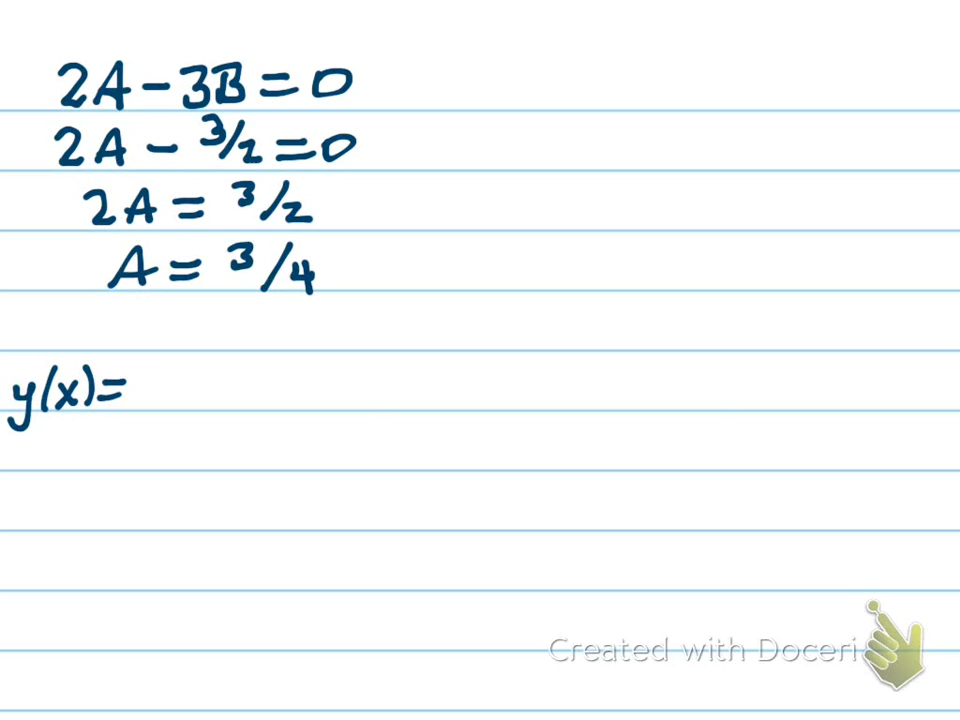 2A - 3B = 0
2A - 3/2 = 0
2A = 3/2
A = 3/4
y(x) =
Created with Doceri